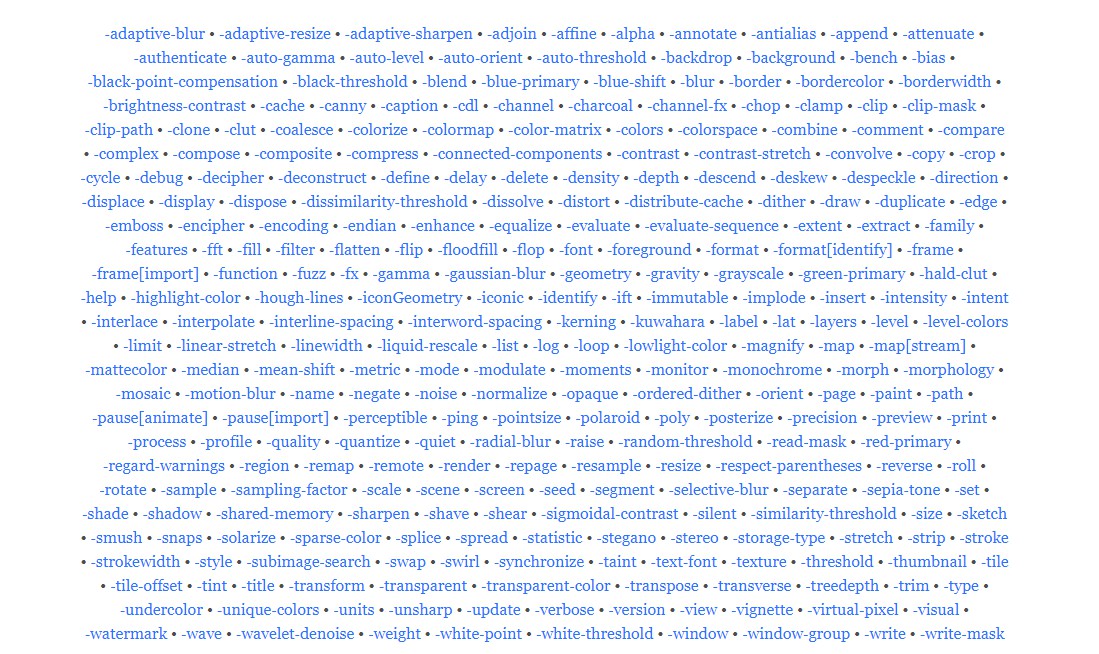 -adaptive-blur • -adaptive-resize • -adaptive-sharpen • -adjoin • -affine • -alpha • -annotate • -antialias • -append • -attenuate •
-authenticate • -auto-gamma • -auto-level • -auto-orient • -auto-threshold • -backdrop • -background • -bench • -bias •
-black-point-compensation • -black-threshold • -blend • -blue-primary • -blue-shift • -blur • -border • -bordercolor • -borderwidth •
-brightness-contrast • -cache • -canny • -caption • -cdl • -channel • -charcoal • -channel-fx • -chop • -clamp • -clip • -clip-mask •
-clip-path • -clone • -clut • -coalesce • -colorize • -colormap • -color-matrix • -colors • -colorspace • -combine • -comment • -compare
• -complex • -compose • -composite • -compress • -connected-components • -contrast • -contrast-stretch • -convolve • -copy • -crop •
-cycle • -debug • -decipher • -deconstruct • -define • -delay • -delete • -density • -depth • -descend • -deskew • -despeckle • -direction •
-displace • -display • -dispose • -dissimilarity-threshold • -dissolve • -distort • -distribute-cache • -dither • -draw • -duplicate • -edge •
-emboss • -encipher • -encoding • -endian • -enhance • -equalize • -evaluate • -evaluate-sequence • -extent • -extract • -family •
-features • -fft • -fill • -filter • -flatten • -flip • -floodfill • -flop • -font • -foreground • -format • -format[identify] • -frame •
-frame[import] • -function • -fuzz • -fx • -gamma • -gaussian-blur • -geometry • -gravity • -grayscale • -green-primary • -hald-clut •
-help • -highlight-color • -hough-lines • -iconGeometry • -iconic • -identify • -ift • -immutable • -implode • -insert • -intensity • -intent
• -interlace • -interpolate • -interline-spacing • -interword-spacing • -kerning • -kuwahara • -label • -lat • -layers • -level • -level-colors
• -limit • -linear-stretch • -linewidth • -liquid-rescale • -list • -log • -loop • -lowlight-color • -magnify • -map • -map[stream] •
-mattecolor • -median • -mean-shift • -metric • -mode • -modulate • -moments • -monitor • -monochrome • -morph • -morphology •
-mosaic • -motion-blur • -name • -negate • -noise • -normalize • -opaque • -ordered-dither • -orient • -page • -paint • -path •
-pause[animate] • -pause[import] • -perceptible • -ping • -pointsize • -polaroid • -poly • -posterize • -precision • -preview • -print •
-process • -profile • -quality • -quantize • -quiet • -radial-blur • -raise • -random-threshold • -read-mask • -red-primary •
-regard-warnings • -region • -remap • -remote • -render • -repage • -resample • -resize • -respect-parentheses • -reverse • -roll •
-rotate • -sample • -sampling-factor • -scale • -scene • -screen • -seed • -segment • -selective-blur • -separate • -sepia-tone • -set •
-shade • -shadow • -shared-memory • -sharpen • -shave • -shear • -sigmoidal-contrast • -silent • -similarity-threshold • -size • -sketch
• -smush • -snaps • -solarize • -sparse-color • -splice • -spread • -statistic • -stegano • -stereo • -storage-type • -stretch • -strip • -stroke
• -strokewidth • -style • -subimage-search • -swap • -swirl • -synchronize • -taint • -text-font • -texture • -threshold • -thumbnail • -tile
• -tile-offset • -tint • -title • -transform • -transparent • -transparent-color • -transpose • -transverse • -treedepth • -trim • -type •
-undercolor • -unique-colors • -units • -unsharp • -update • -verbose • -version • -view • -vignette • -virtual-pixel • -visual •
-watermark • -wave • -wavelet-denoise • -weight • -white-point • -white-threshold • -window • -window-group • -write • -write-mask